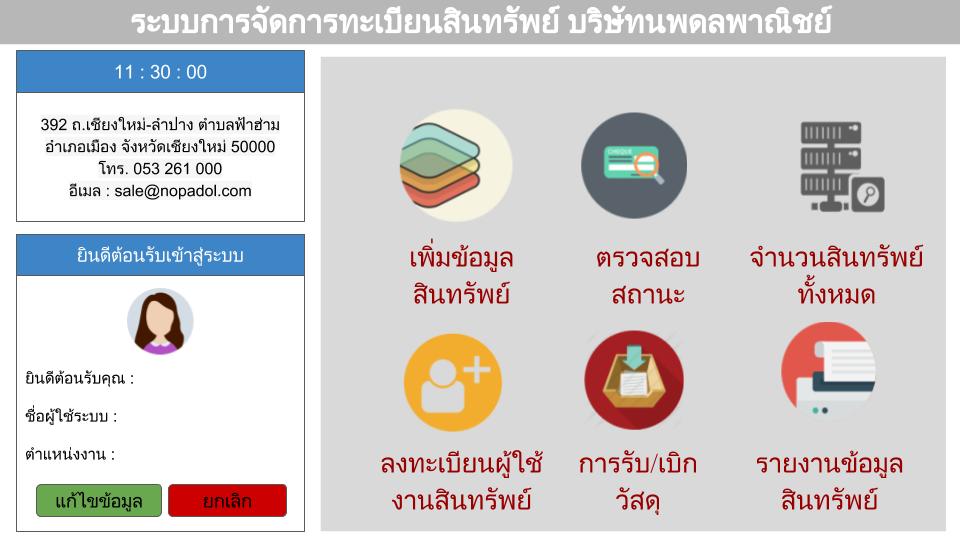 ระบบการจัดการทะเบียนสินทรัพย์ บริษัทนพดลพาณิชย์
11 : 30 : 00
392 ถ.เชียงใหม่-ลำปาง ตำบลฟ้าฮ่าม
อำเภอเมือง จังหวัดเชียงใหม่ 50000
โทร. 053 261 000
อีเมล : sale@nopadol.com
ยินดีต้อนรับเข้าสู่ระบบ
ยินดีต้อนรับคุณ :
ชื่อผู้ใช้ระบบ :
ตำแหน่งงาน :
แก้ไขข้อมูล
ยกเลิก
CHEQUE
เพิ่มข้อมูล
สินทรัพย์
ตรวจสอบ
สถานะ
จำนวนสินทรัพย์
ทั้งหมด
ลงทะเบียนผู้ใช้
งานสินทรัพย์
การรับ/เบิก
วัสดุ
รายงานข้อมูล
สินทรัพย์